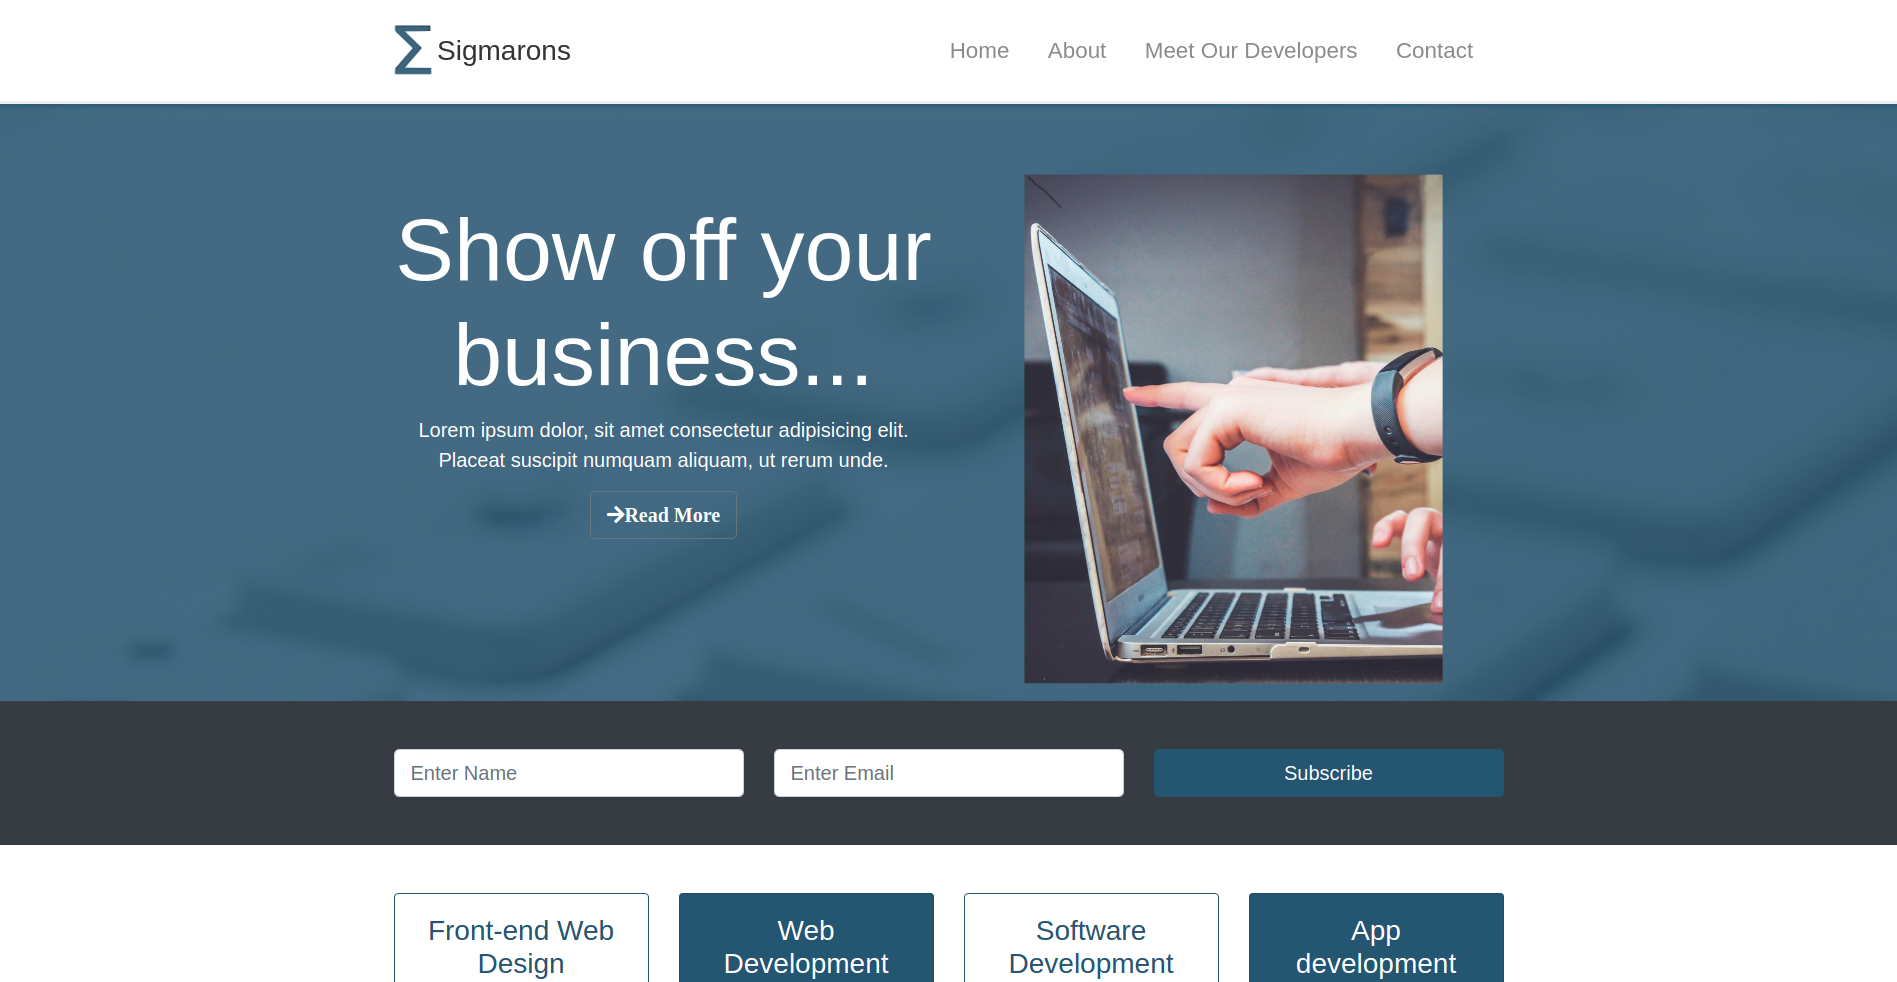 Sigmarons
Home
About
Meet Our Developers
Contact
Show off your
business...
Lorem ipsum dolor, sit amet consectetur adipisicing elit.
Placeat suscipit numquam aliquam, ut rerum unde.
Read More
Enter Name
Enter Email
Subscribe
Front-end Web
Design
Web
Development
Software
Development
App
development